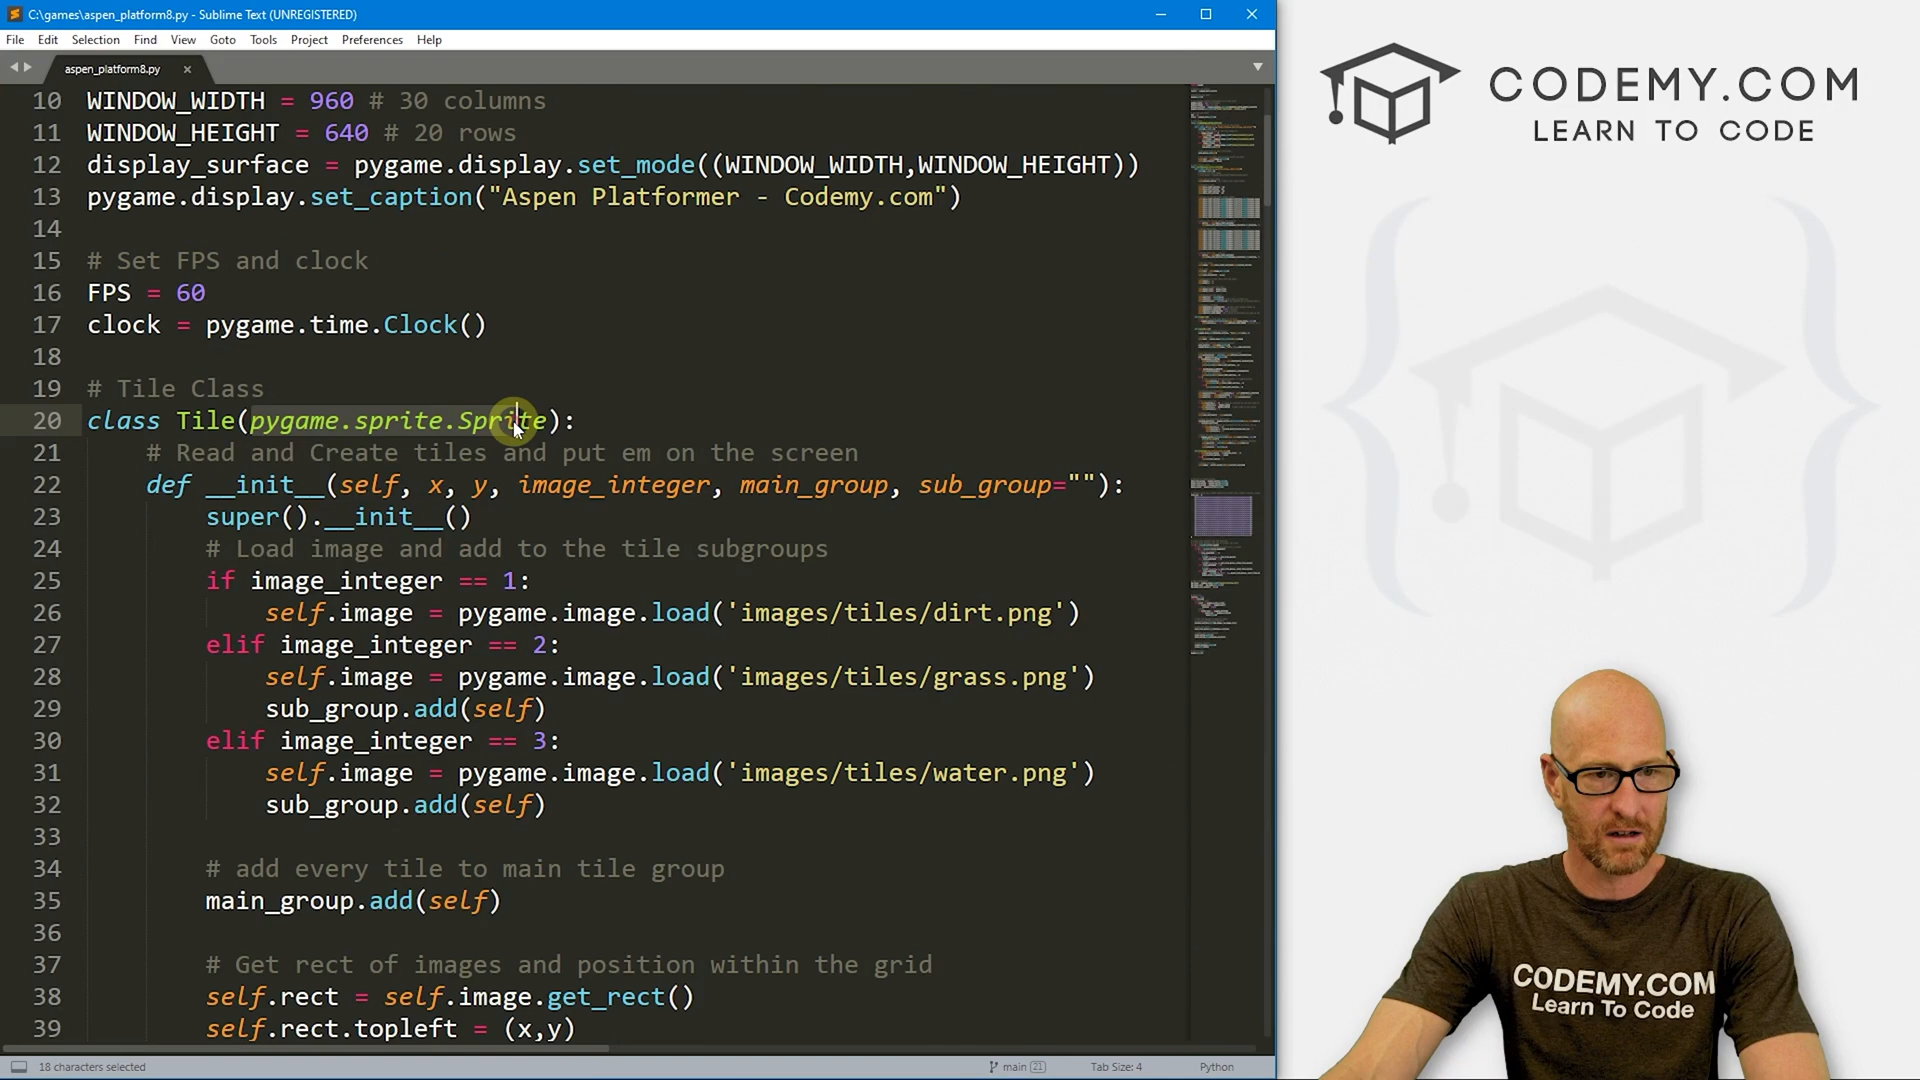 C:\games\aspen_platform8.py - Sublime Text (UNREGISTERED)
File Edit Selection Find View Goto Tools Project Preferences Help
aspen_platform8.py
10 WINDOW_WIDTH = 960 # 30 columns
11 WINDOW_HEIGHT = 640 # 20 rows
12 display_surface = pygame.display.set_mode((WINDOW_WIDTH,WINDOW_HEIGHT))
13 pygame.display.set_caption("Aspen Platformer - Codemy.com")
14
15 # Set FPS and clock
16 FPS = 60
17 clock = pygame.time.Clock()
18
19 # Tile Class
20 class Tile(pygame.sprite.Sprite):
21 # Read and Create tiles and put em on the screen
22 def __init__(self, x, y, image_integer, main_group, sub_group=""):
23 super().__init__()
24 # Load image and add to the tile subgroups
25 if image_integer == 1:
26 self.image = pygame.image.load('images/tiles/dirt.png')
27 elif image_integer == 2:
28 self.image = pygame.image.load('images/tiles/grass.png')
29 sub_group.add(self)
30 elif image_integer == 3:
31 self.image = pygame.image.load('images/tiles/water.png')
32 sub_group.add(self)
33
34 # add every tile to main tile group
35 main_group.add(self)
36
37 # Get rect of images and position within the grid
38 self.rect = self.image.get_rect()
39 self.rect.topleft = (x,y)
18 characters selected
main 21
Tab Size: 4
Python
CODEMY.COM
LEARN TO CODE
CODEMY.COM
Learn To Code